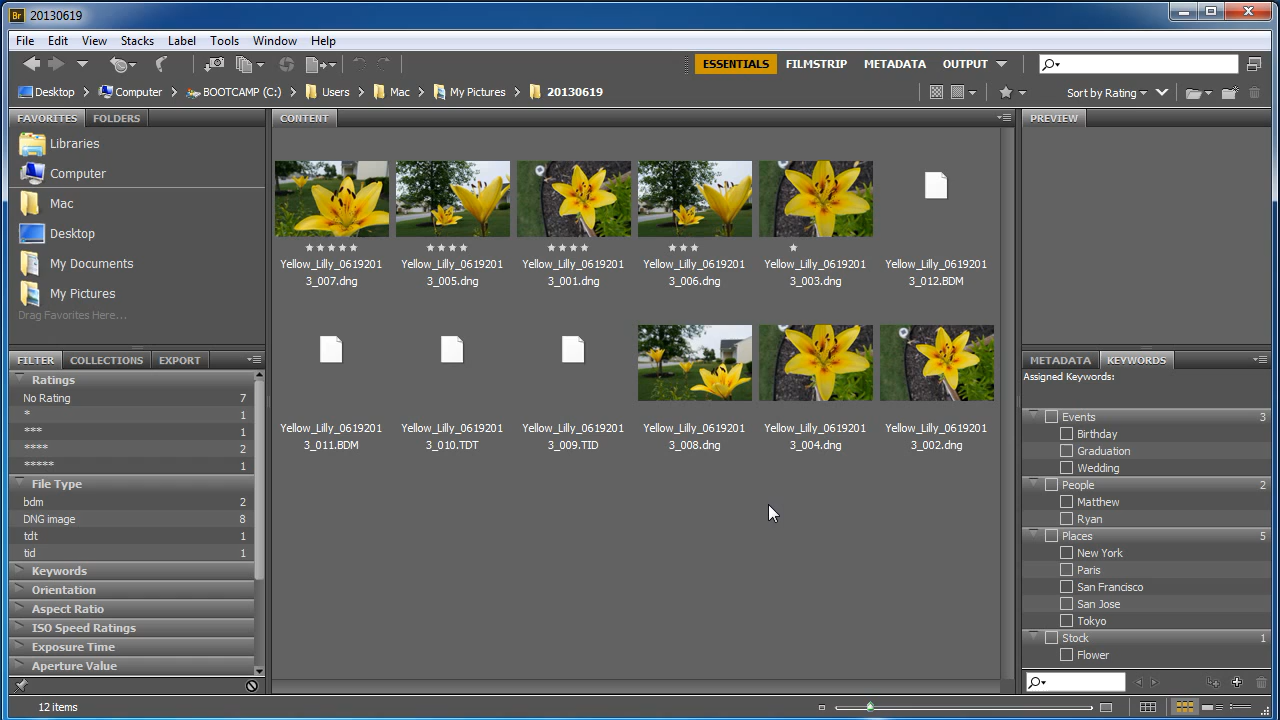 Br 20130619
File Edit View Stacks Label Tools Window Help
ESSENTIALS FILMSTRIP METADATA OUTPUT
Desktop Computer BOOTCAMP (C:) Users Mac My Pictures 20130619
Sort by Rating
FAVORITES FOLDERS
Libraries
Computer
Mac
Desktop
My Documents
My Pictures
Drag Favorites Here...
FILTER COLLECTIONS EXPORT
Ratings
No Rating 7
* 1
*** 1
**** 2
***** 1
File Type
bdm 2
DNG image 8
tdt 1
tid 1
Keywords
Orientation
Aspect Ratio
ISO Speed Ratings
Exposure Time
Aperture Value
12 items
CONTENT
Yellow_Lilly_0619201
3_007.dng
Yellow_Lilly_0619201
3_005.dng
Yellow_Lilly_0619201
3_001.dng
Yellow_Lilly_0619201
3_006.dng
Yellow_Lilly_0619201
3_003.dng
Yellow_Lilly_0619201
3_012.BDM
Yellow_Lilly_0619201
3_011.BDM
Yellow_Lilly_0619201
3_010.TDT
Yellow_Lilly_0619201
3_009.TID
Yellow_Lilly_0619201
3_008.dng
Yellow_Lilly_0619201
3_004.dng
Yellow_Lilly_0619201
3_002.dng
PREVIEW
METADATA KEYWORDS
Assigned Keywords:
Events 3
Birthday
Graduation
Wedding
People 2
Matthew
Ryan
Places 5
New York
Paris
San Francisco
San Jose
Tokyo
Stock 1
Flower